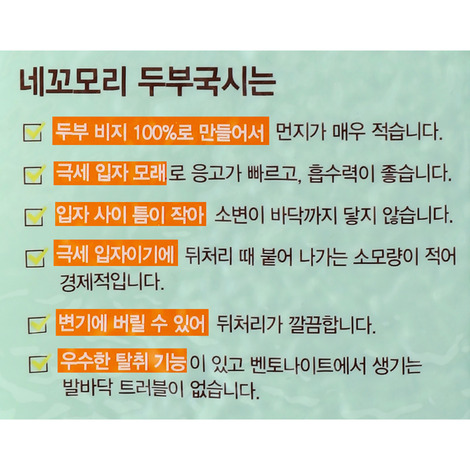 네꼬모리 두부국시는
두부 비지 100%로 만들어서 먼지가 매우 적습니다.
극세 입자 모래로 응고가 빠르고, 흡수력이 좋습니다.
입자 사이 틈이 작아 소변이 바닥까지 닿지 않습니다.
극세 입자이기에 뒤처리 때 붙어 나가는 소모량이 적어
경제적입니다.
변기에 버릴 수 있어 뒤처리가 깔끔합니다.
우수한 탈취 기능이 있고 벤토나이트에서 생기는
발바닥 트러블이 없습니다.